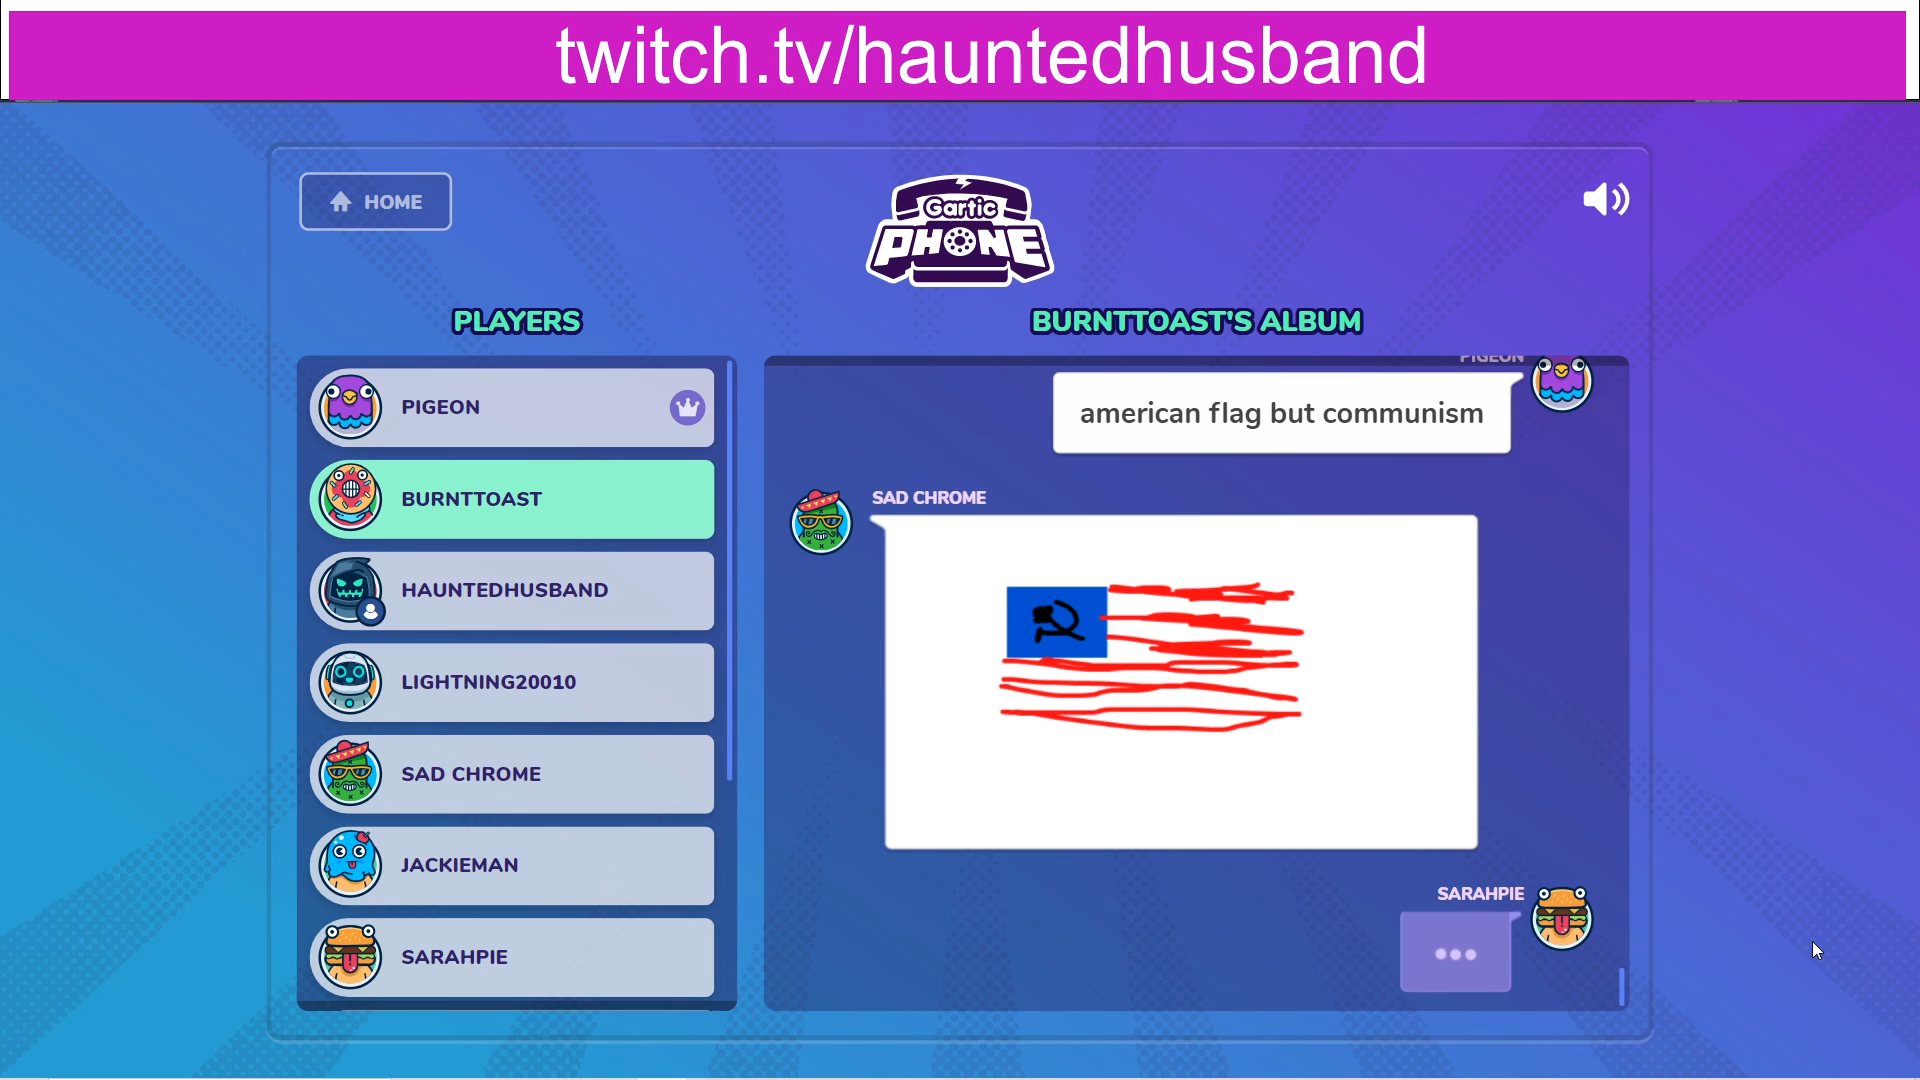 twitch.tv/hauntedhusband
HOME
Gartic
PHONE
PLAYERS
BURNTTOAST'S ALBUM
PIGEON
BURNTTOAST
HAUNTEDHUSBAND
LIGHTNING20010
SAD CHROME
JACKIEMAN
SARAHPIE
PIGEON
american flag but communism
SAD CHROME
SARAHPIE